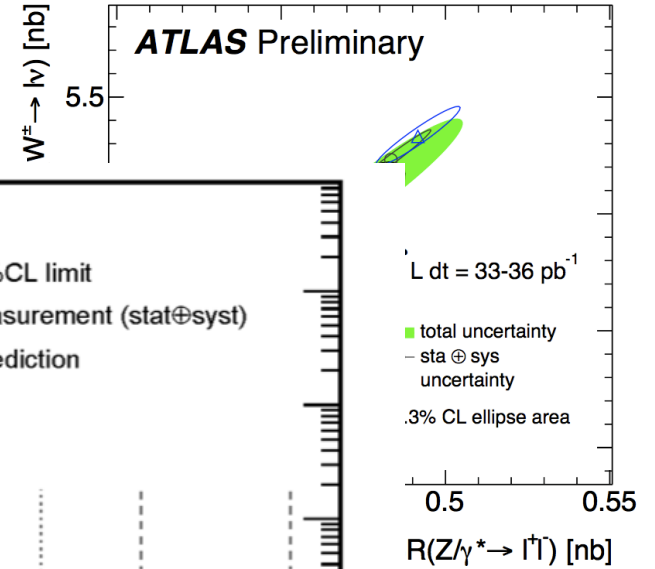 ATLAS Preliminary
W±→ lν) [nb]
5.5
CL limit
surement (stat⊕syst)
ediction
L dt = 33-36 pb⁻¹
total uncertainty
sta ⊕ sys
uncertainty
.3% CL ellipse area
0.5
0.55
R(Z/γ*→ l⁺l⁻) [nb]